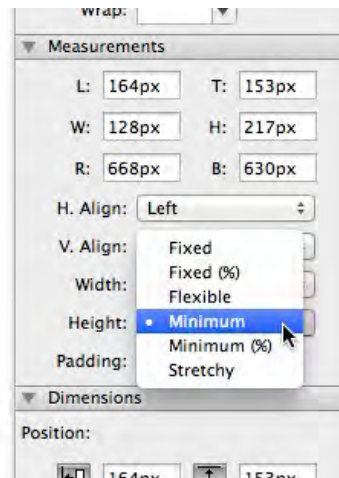 Wrap:
Measurements
L: 164px T: 153px
W: 128px H: 217px
R: 668px B: 630px
H. Align: Left
V. Align: Fixed
Fixed (%)
Width: Flexible
Height: • Minimum
Minimum (%)
Padding: Stretchy
Dimensions
Position:
164px 153px